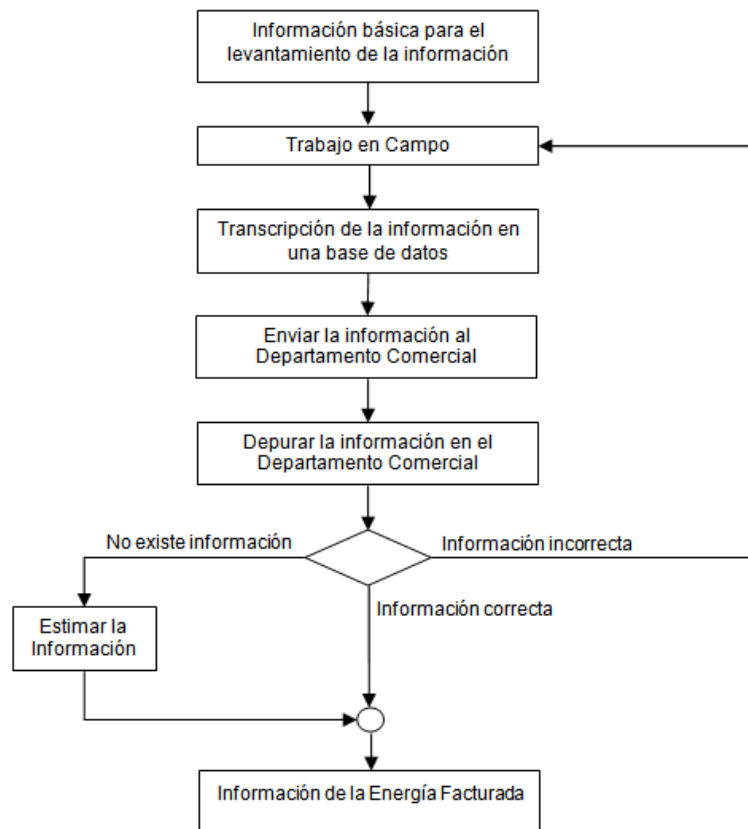 Información básica para el
levantamiento de la información
Trabajo en Campo
Transcripción de la información en
una base de datos
Enviar la información al
Departamento Comercial
Depurar la información en el
Departamento Comercial
No existe información
Información incorrecta
Información correcta
Estimar la
Información
Información de la Energía Facturada